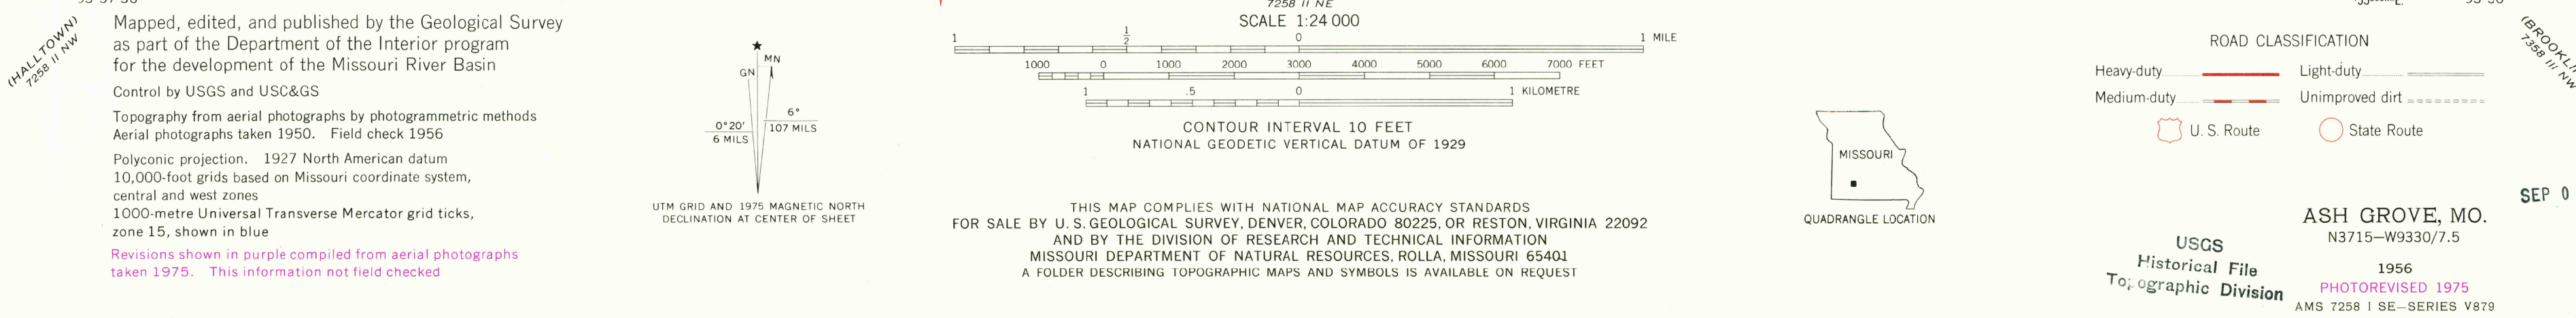 (HALLTOWN)
7258 II NW
Mapped, edited, and published by the Geological Survey
as part of the Department of the Interior program
for the development of the Missouri River Basin
Control by USGS and USC&GS
Topography from aerial photographs by photogrammetric methods
Aerial photographs taken 1950. Field check 1956
Polyconic projection. 1927 North American datum
10,000-foot grids based on Missouri coordinate system,
central and west zones
1000-metre Universal Transverse Mercator grid ticks,
zone 15, shown in blue
Revisions shown in purple compiled from aerial photographs
taken 1975. This information not field checked
★
GN MN
0°20′ 6°
6 MILS 107 MILS
UTM GRID AND 1975 MAGNETIC NORTH
DECLINATION AT CENTER OF SHEET
7258 II NE
SCALE 1:24 000
1 1/2 0 1 MILE
1000 0 1000 2000 3000 4000 5000 6000 7000 FEET
1 .5 0 1 KILOMETRE
CONTOUR INTERVAL 10 FEET
NATIONAL GEODETIC VERTICAL DATUM OF 1929
THIS MAP COMPLIES WITH NATIONAL MAP ACCURACY STANDARDS
FOR SALE BY U. S. GEOLOGICAL SURVEY, DENVER, COLORADO 80225, OR RESTON, VIRGINIA 22092
AND BY THE DIVISION OF RESEARCH AND TECHNICAL INFORMATION
MISSOURI DEPARTMENT OF NATURAL RESOURCES, ROLLA, MISSOURI 65401
A FOLDER DESCRIBING TOPOGRAPHIC MAPS AND SYMBOLS IS AVAILABLE ON REQUEST
MISSOURI
QUADRANGLE LOCATION
ROAD CLASSIFICATION
Heavy-duty Light-duty
Medium-duty Unimproved dirt
U. S. Route State Route
7358 III NW
SEP 0
USGS
Historical File
Topographic Division
ASH GROVE, MO.
N3715—W9330/7.5
1956
PHOTOREVISED 1975
AMS 7258 I SE—SERIES V879